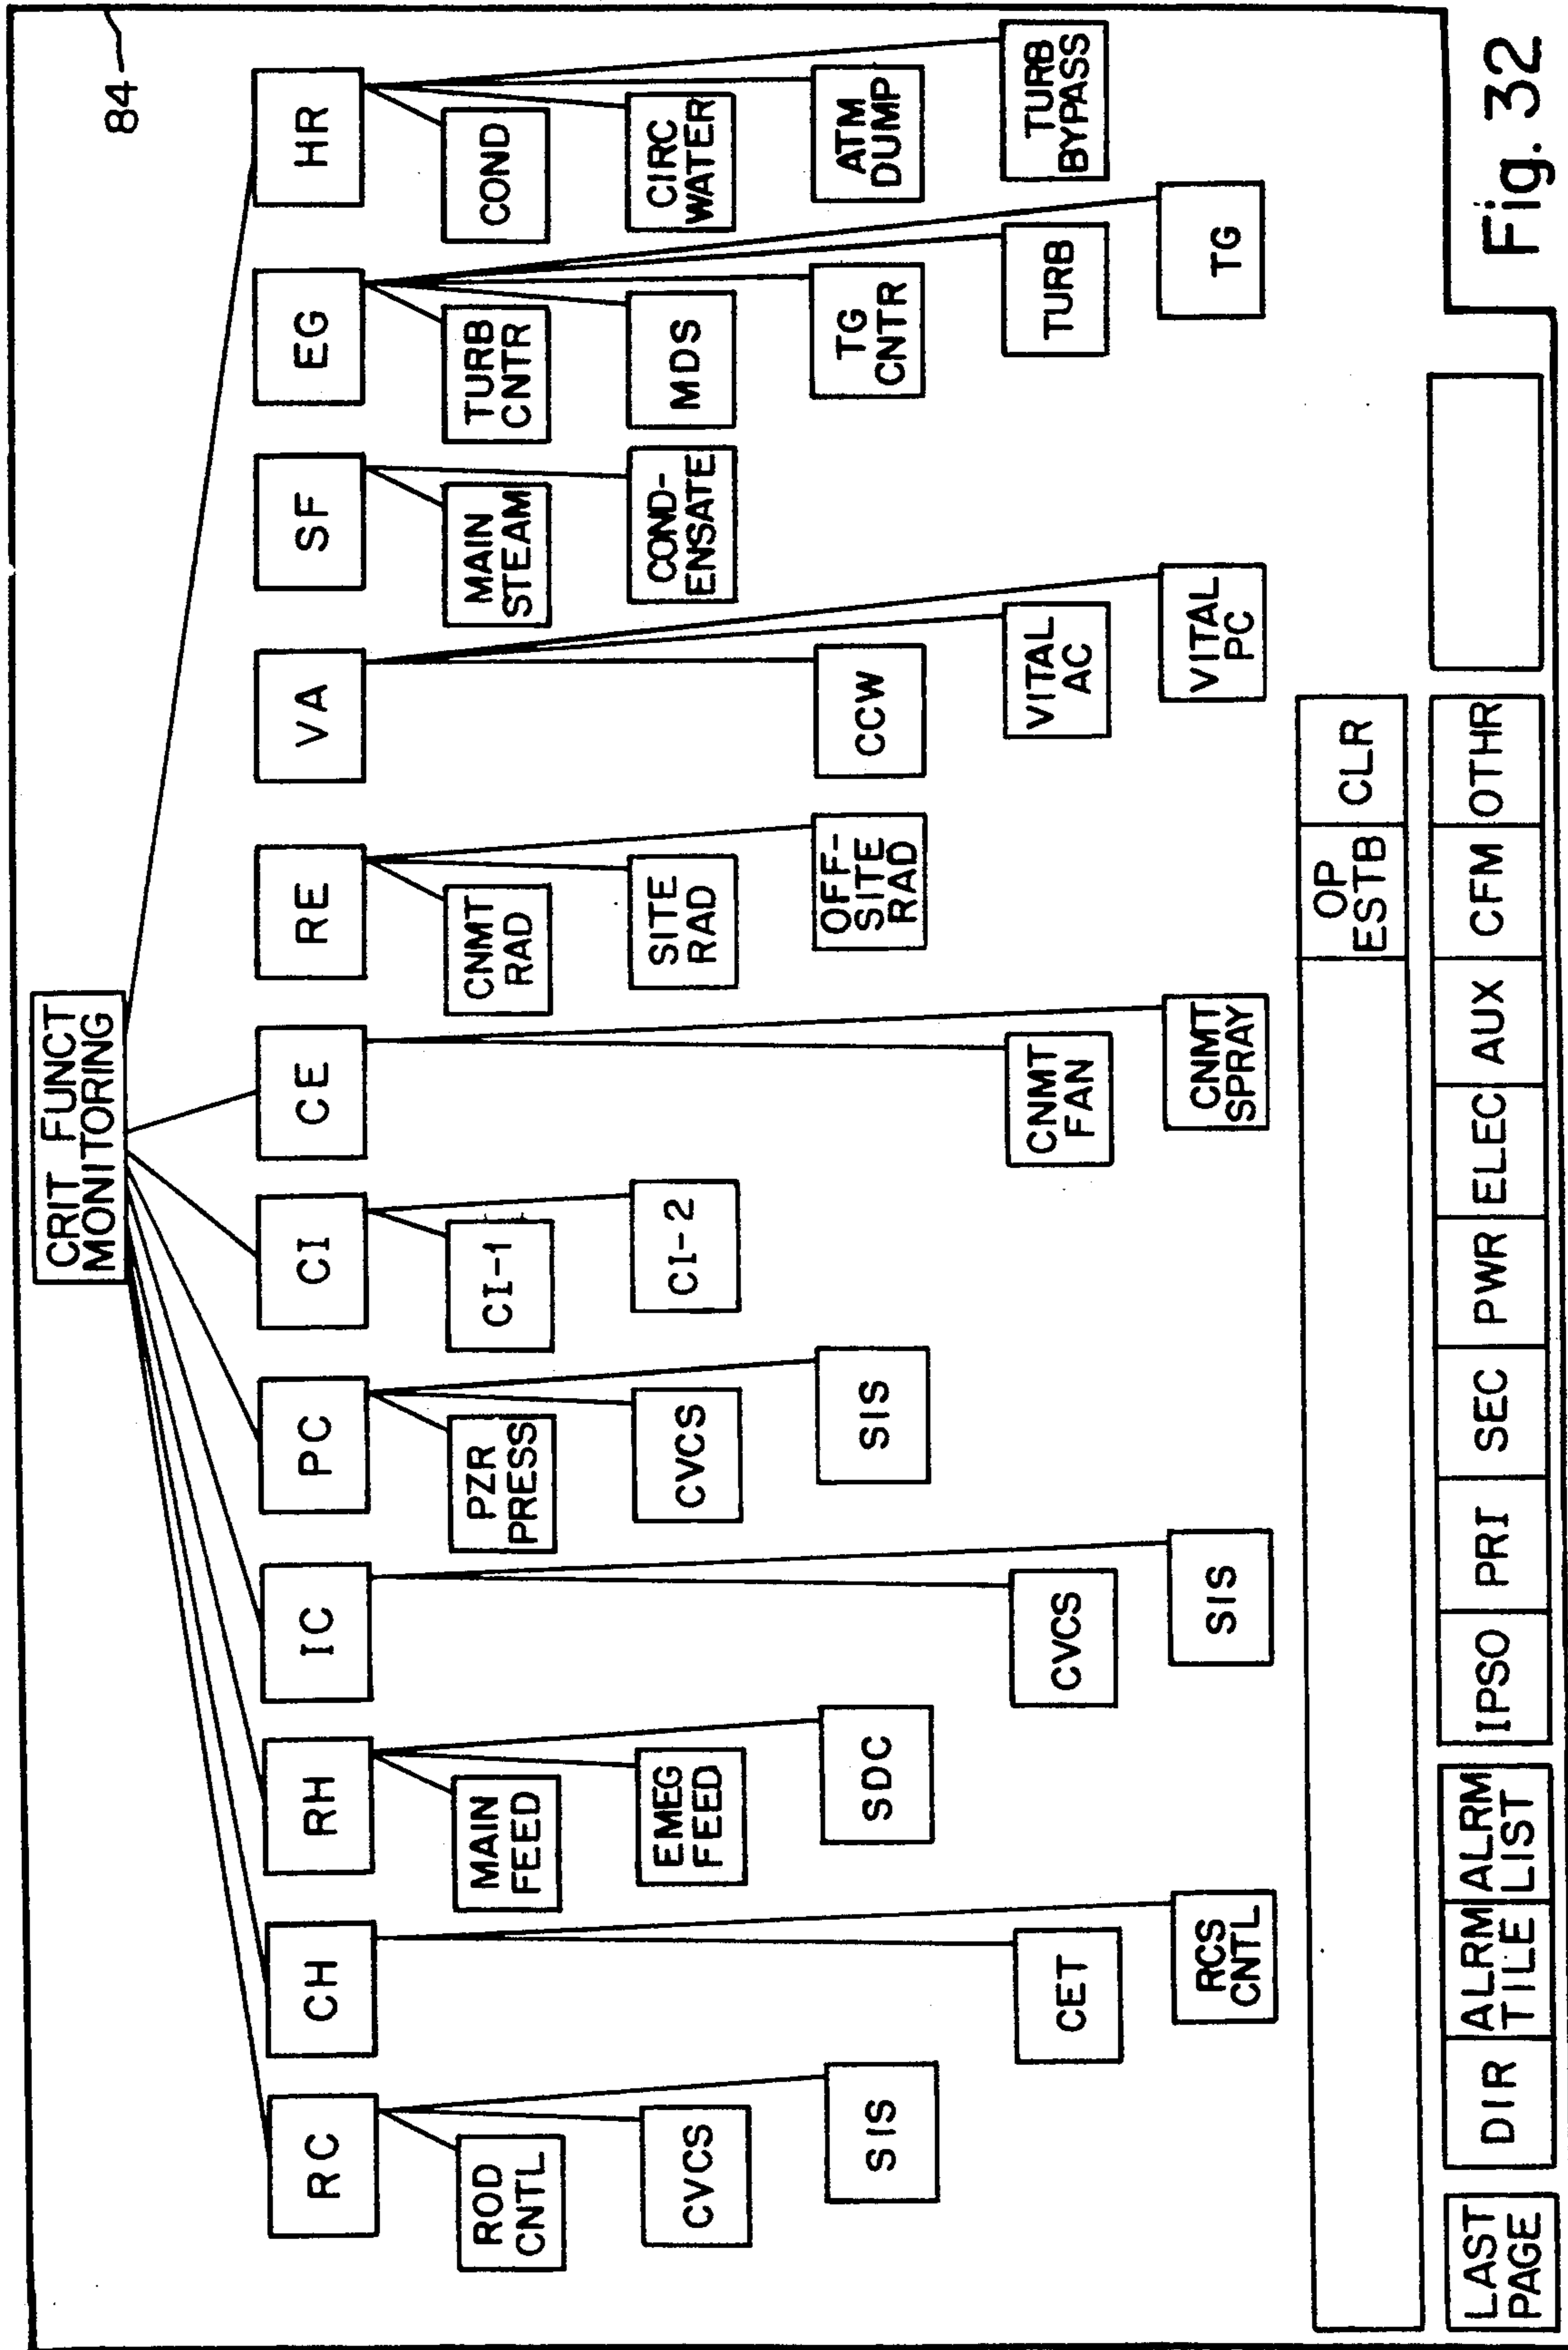 84
CRIT FUNCT
MONITORING
RC
CH
RH
IC
PC
CI
CE
RE
VA
SF
EG
HR
ROD
CNTL
CVCS
SIS
CET
RCS
CNTL
MAIN
FEED
EMEG
FEED
SDC
CVCS
SIS
PZR
PRESS
CVCS
SIS
CI-1
CI-2
CNMT
FAN
CNMT
SPRAY
CNMT
RAD
SITE
RAD
OFF-
SITE
RAD
CCW
VITAL
AC
VITAL
PC
MAIN
STEAM
COND-
ENSATE
TURB
CNTR
MDS
TG
CNTR
TURB
TG
COND
CIRC
WATER
ATM
DUMP
TURB
BYPASS
OP
ESTB
CLR
LAST
PAGE
DIR
ALRM
TILE
ALRM
LIST
IPSO
PRI
SEC
PWR
ELEC
AUX
CFM
OTHR
Fig. 32